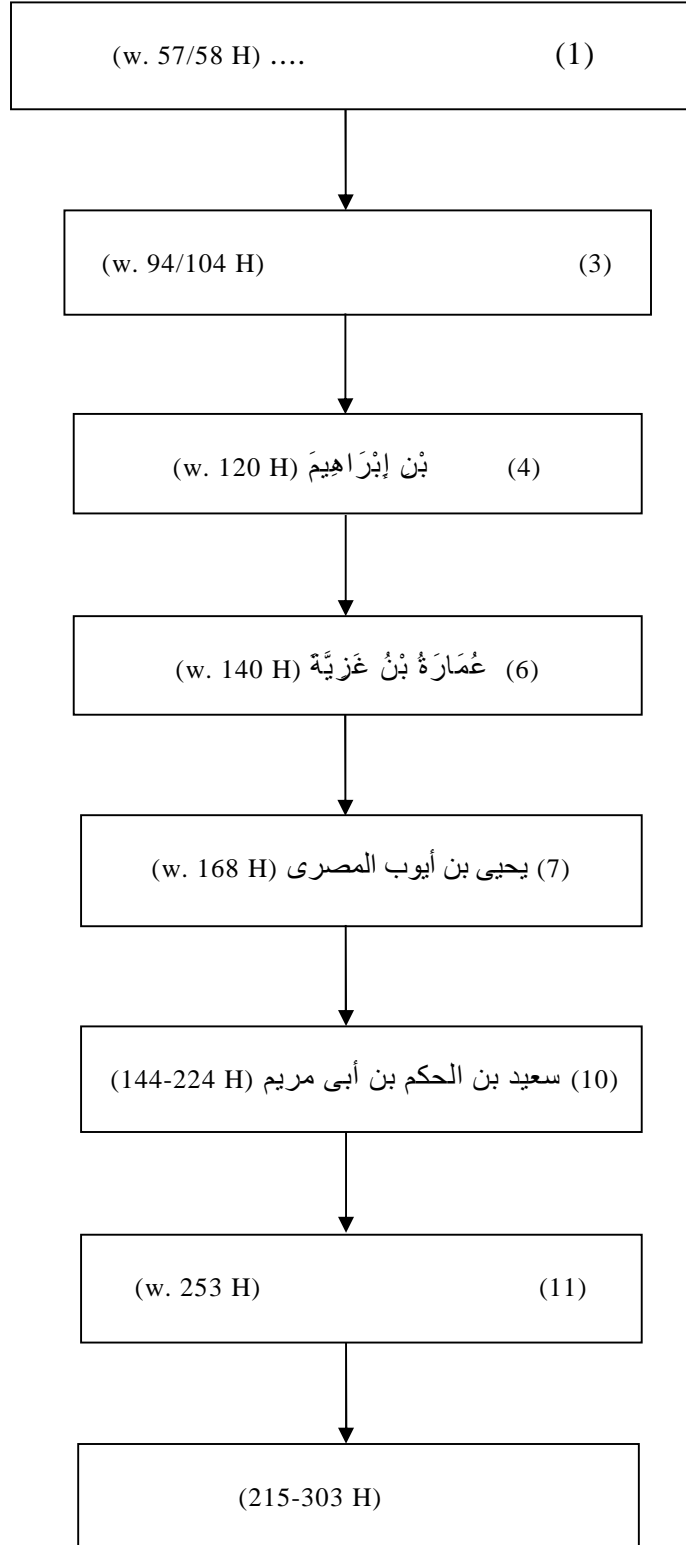 (1) .... (w. 57/58 H)
(3) (w. 94/104 H)
(4) بْنِ إِبْرَاهِيمَ (w. 120 H)
(6) عُمَارَةُ بْنُ غَزِيَّةَ (w. 140 H)
(7) يحيى بن أيوب المصرى (w. 168 H)
(10) سعيد بن الحكم بن أبى مريم (144-224 H)
(11) (w. 253 H)
(215-303 H)